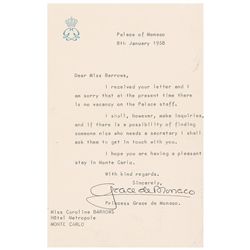 Palace of Monaco
8th January 1958
Dear Miss Barrows,
I received your letter and I
am sorry that at the present time there
is no vacancy on the Palace staff.
I shall, however, make inquiries,
and if there is a possibility of finding
someone nice who needs a secretary I shall
ask them to get in touch with you.
I hope you are having a pleasant
stay in Monte Carlo.
With kind regards,
Sincerely,
Grace de Monaco
Princess Grace de Monaco.
Miss Caroline BARROWS
Hôtel Metropole
MONTE CARLO